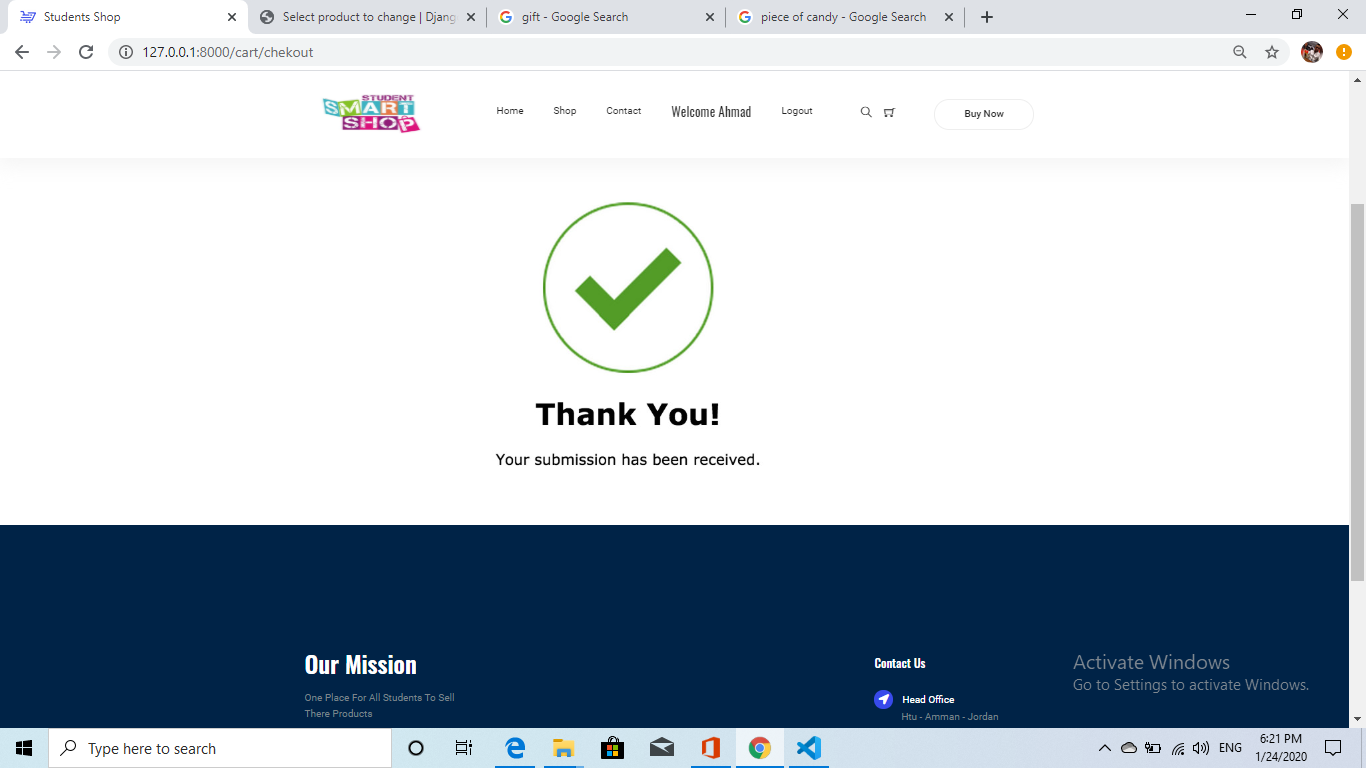 Students Shop
Select product to change | Djang
gift - Google Search
piece of candy - Google Search
127.0.0.1:8000/cart/chekout
STUDENT
SMART
SHOP
Home
Shop
Contact
Welcome Ahmad
Logout
Buy Now
Thank You!
Your submission has been received.
Our Mission
One Place For All Students To Sell
There Products
Contact Us
Head Office
Htu - Amman - Jordan
Activate Windows
Go to Settings to activate Windows.
Type here to search
ENG
6:21 PM
1/24/2020